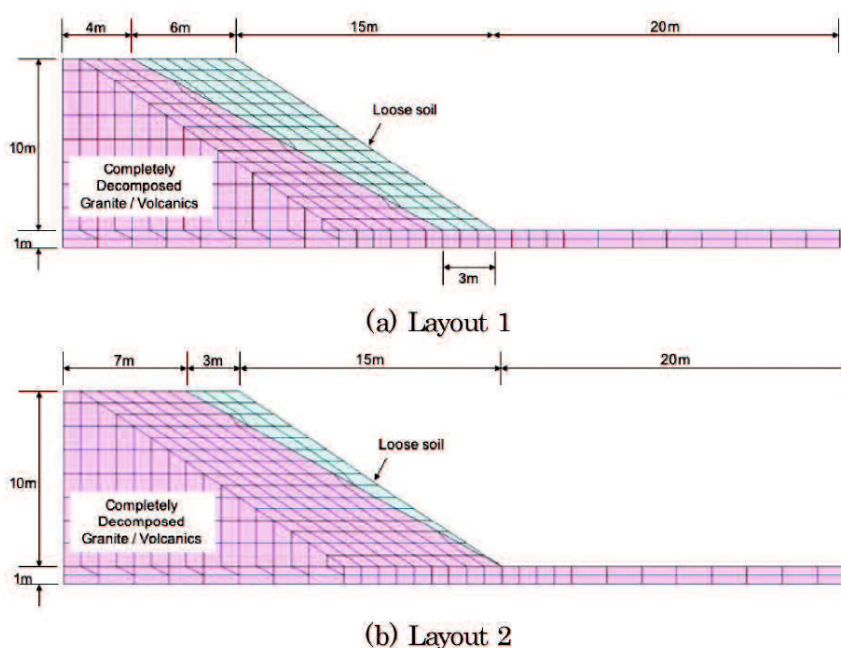 4m 6m 15m 20m
Loose soil
10m
Completely
Decomposed
Granite / Volcanics
1m
3m
(a) Layout 1
7m 3m 15m 20m
Loose soil
10m
Completely
Decomposed
Granite / Volcanics
1m
(b) Layout 2